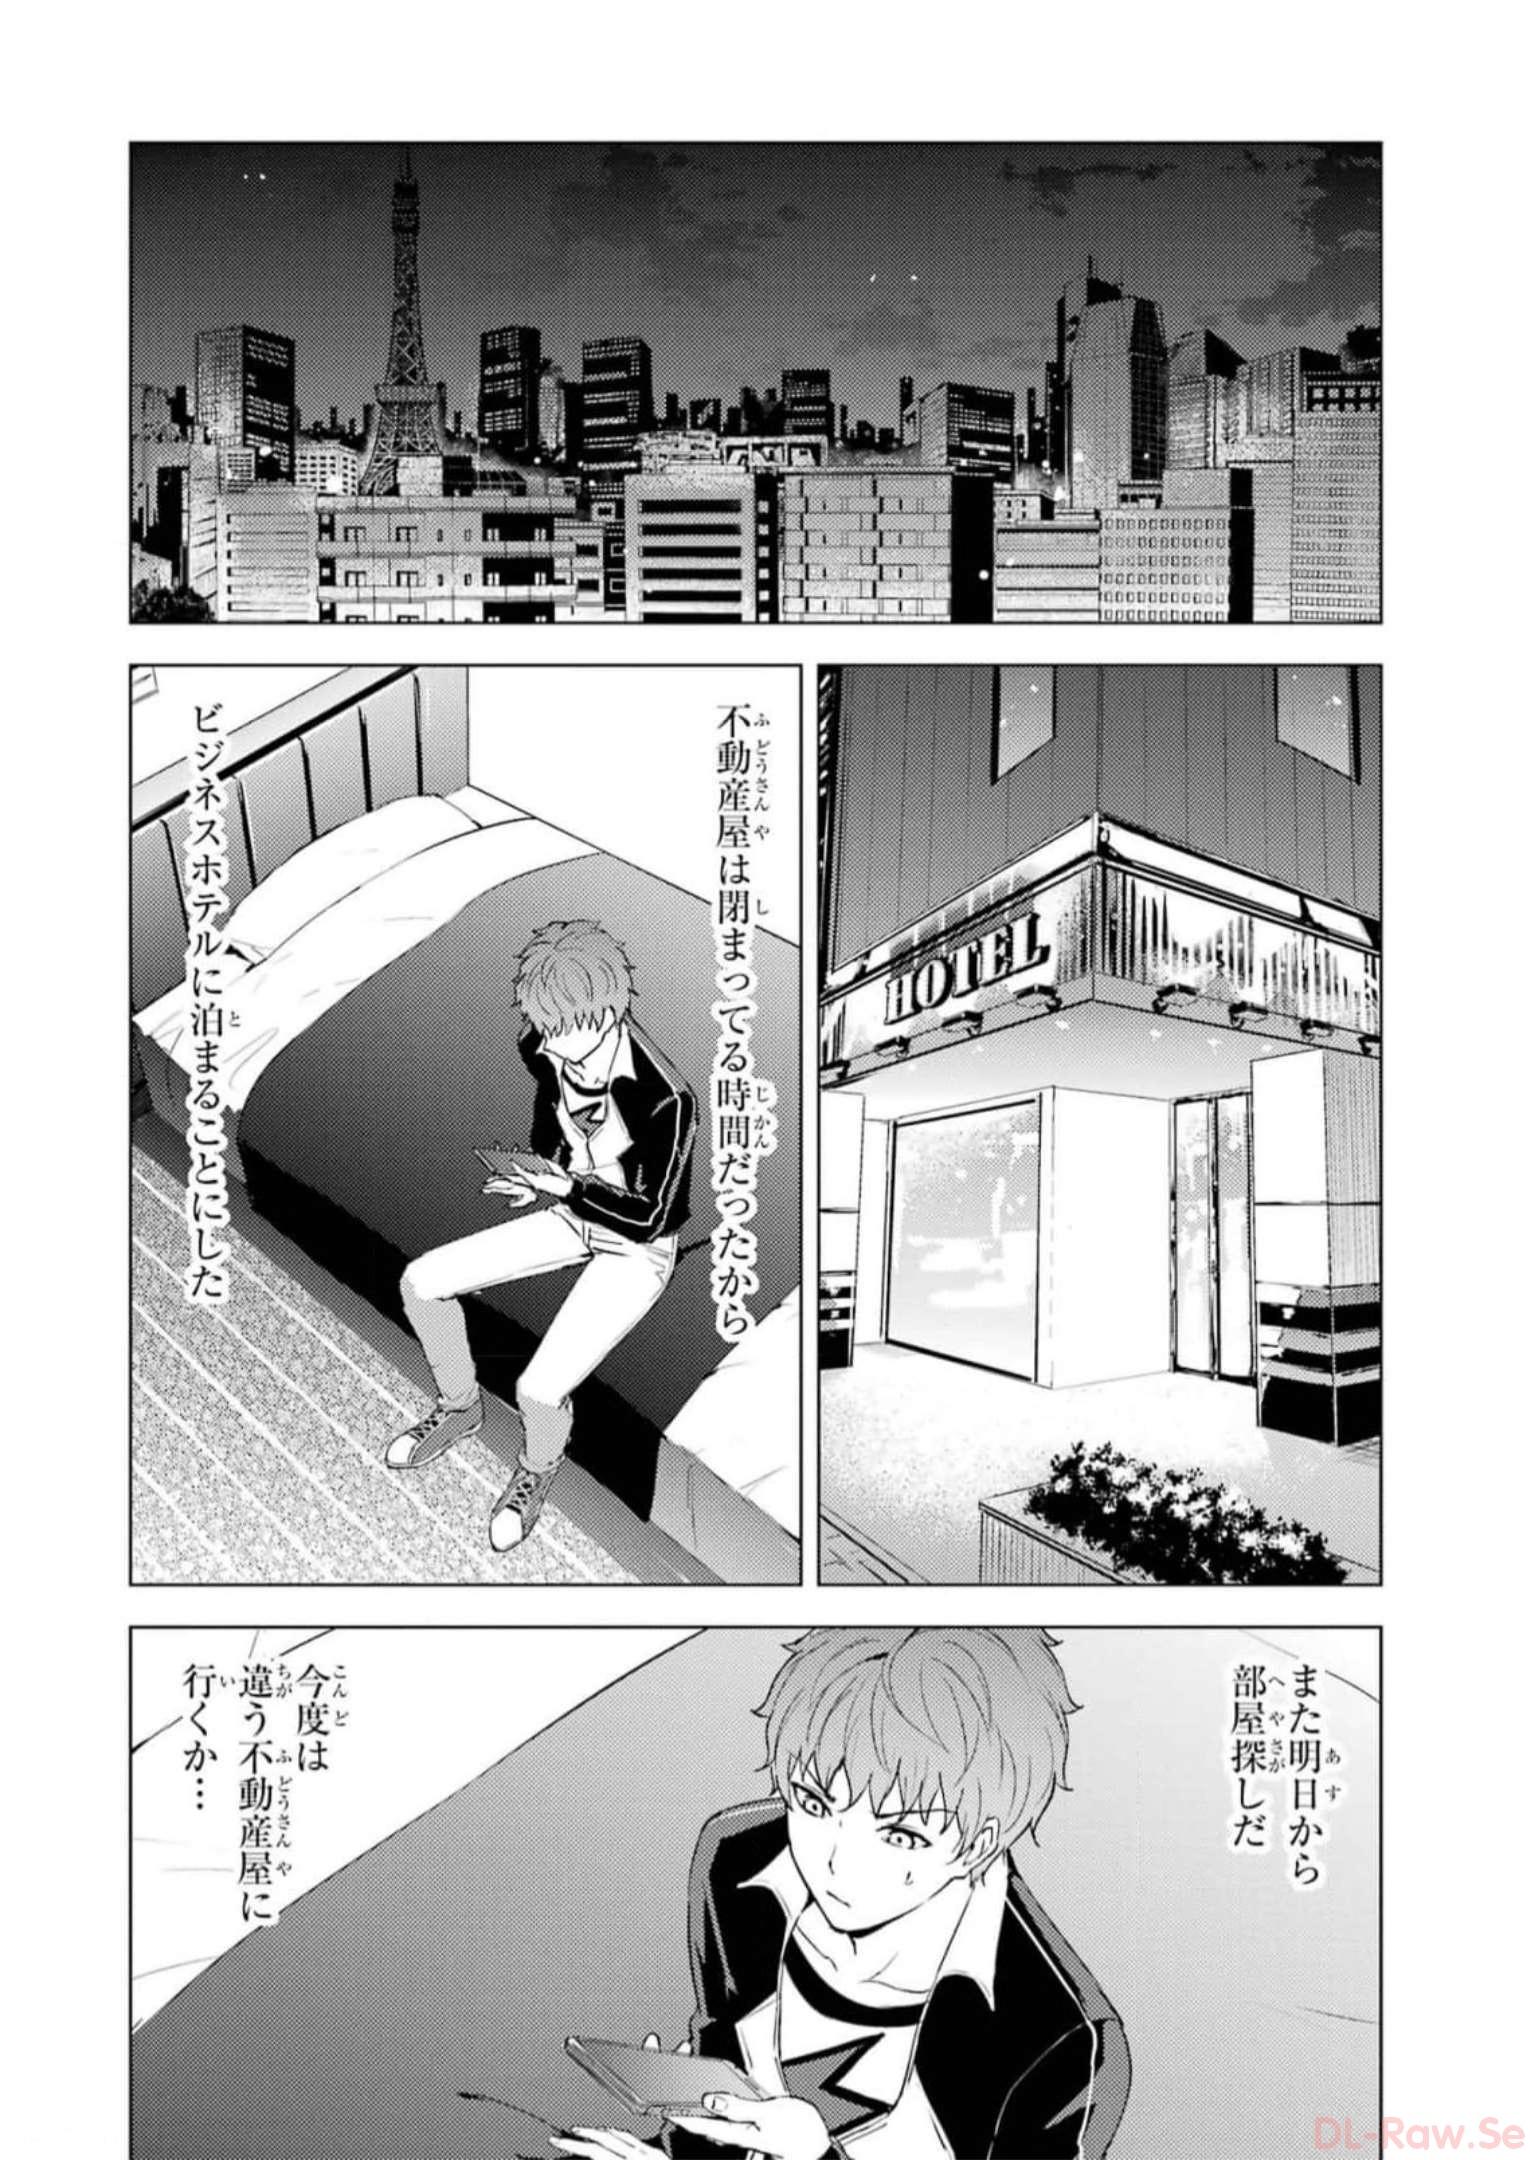 HOTEL
不動産屋は閉まってる時間だったから
ビジネスホテルに泊まることにした
また明日から
部屋探しだ
今度は
違う不動産屋に
行くか…
DL-Raw.Se